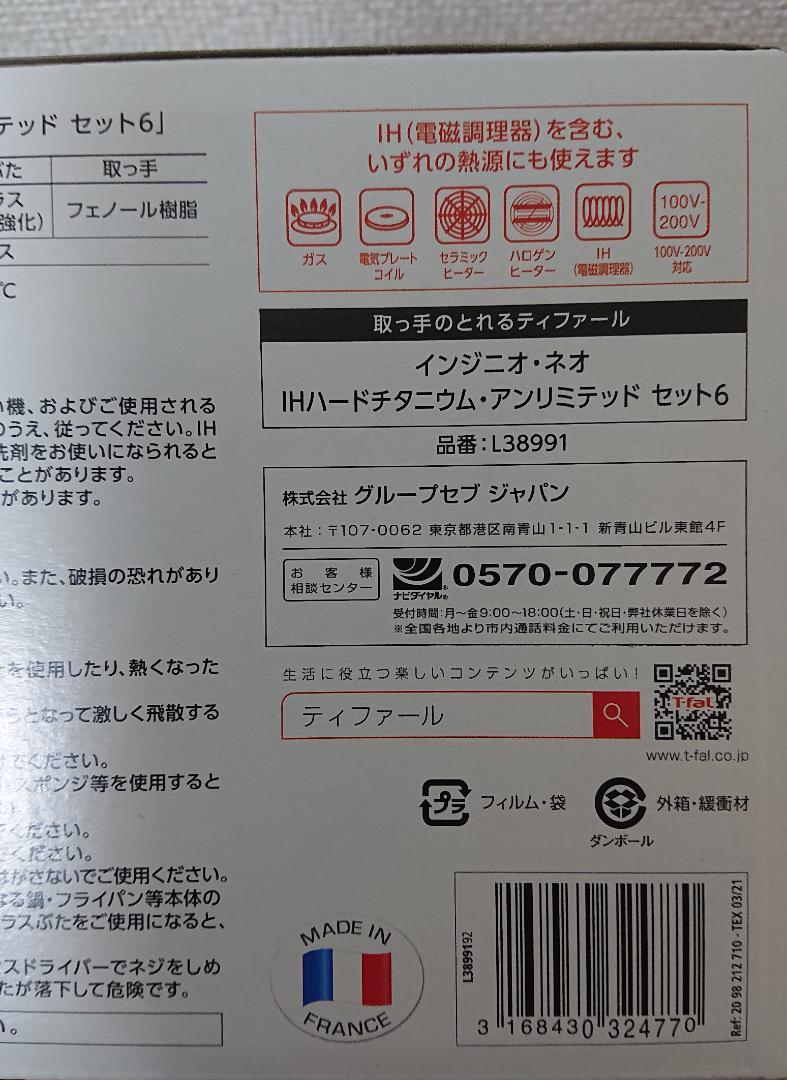 テッド セット6」
ぶた
取っ手
ラス
強化)
フェノール樹脂
ス
℃
い機、およびご使用される
のうえ、従ってください。IH
洗剤をお使いになられると
ことがあります。
があります。
い。また、破損の恐れがあり
い。
を使用したり、熱くなった
らとなって激しく飛散する
けてください。
スポンジ等を使用すると
い。
てください。
ください。
はがさないでご使用ください。
なる鍋・フライパン等本体の
ラスぶたをご使用になると、
スドライバーでネジをしめ
たが落下して危険です。
い。
IH(電磁調理器)を含む、
いずれの熱源にも使えます
100V-
200V
ガス
電気プレート
コイル
セラミック
ヒーター
ハロゲン
ヒーター
IH
(電磁調理器)
100V-200V
対応
取っ手のとれるティファール
インジニオ・ネオ
IHハードチタニウム・アンリミテッド セット6
品番:L38991
株式会社 グループセブ ジャパン
本社:〒107-0062 東京都港区南青山1-1-1 新青山ビル東館4F
お客様
相談センター
ナビダイヤル®
0570-077772
受付時間:月~金9:00~18:00(土・日・祝日・弊社休業日を除く)
※全国各地より市内通話料金にてご利用いただけます。
生活に役立つ楽しいコンテンツがいっぱい!
ティファール
T-fal
www.t-fal.co.jp
プラ
フィルム・袋
ダンボール
外箱・緩衝材
MADE IN
FRANCE
L3899192
3 168430 324770
Ref: 20 98 212 710 - TEX 03/21